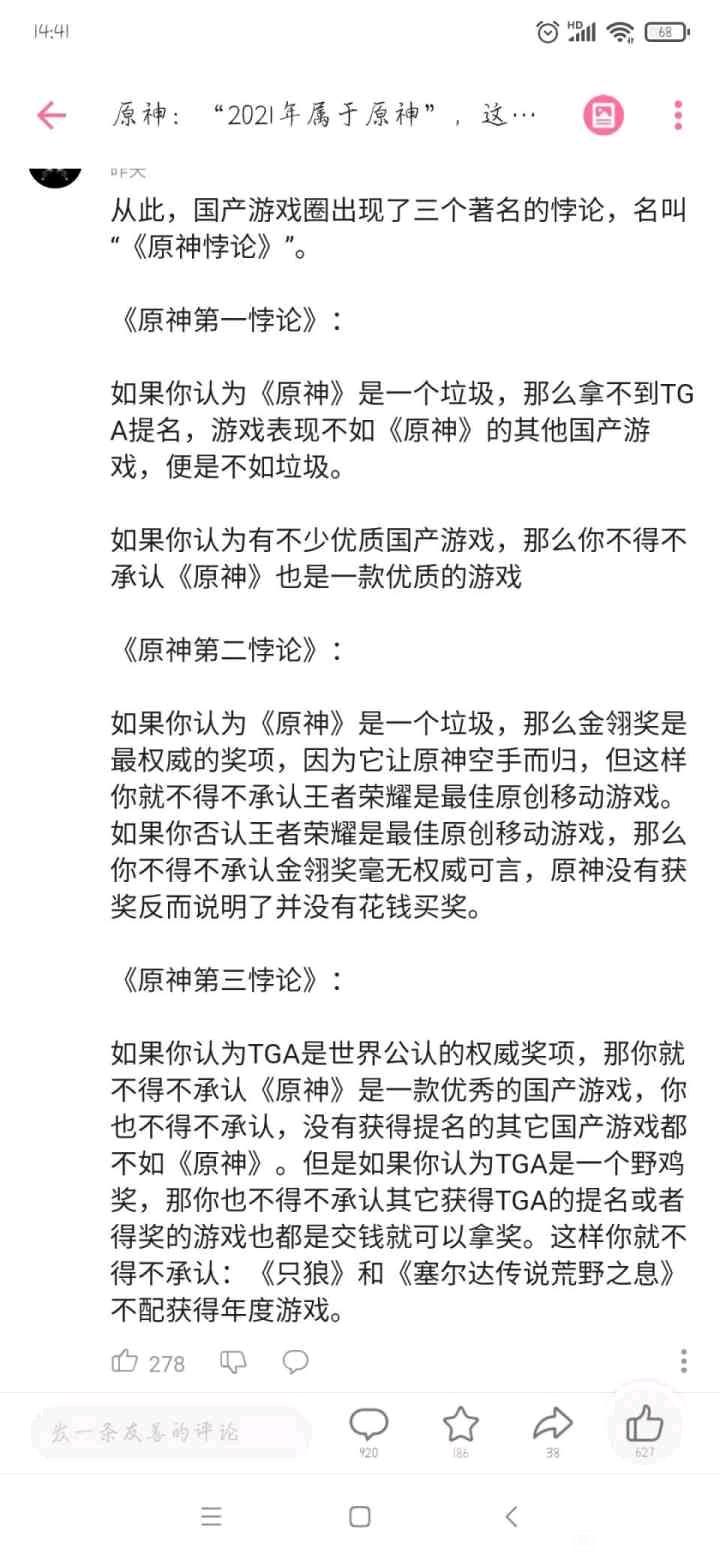 14:41
HD
68
原神：“2021年属于原神”，这…
昨天
从此，国产游戏圈出现了三个著名的悖论，名叫
“《原神悖论》”。
《原神第一悖论》：
如果你认为《原神》是一个垃圾，那么拿不到TG
A提名，游戏表现不如《原神》的其他国产游
戏，便是不如垃圾。
如果你认为有不少优质国产游戏，那么你不得不
承认《原神》也是一款优质的游戏
《原神第二悖论》：
如果你认为《原神》是一个垃圾，那么金翎奖是
最权威的奖项，因为它让原神空手而归，但这样
你就不得不承认王者荣耀是最佳原创移动游戏。
如果你否认王者荣耀是最佳原创移动游戏，那么
你不得不承认金翎奖毫无权威可言，原神没有获
奖反而说明了并没有花钱买奖。
《原神第三悖论》：
如果你认为TGA是世界公认的权威奖项，那你就
不得不承认《原神》是一款优秀的国产游戏，你
也不得不承认，没有获得提名的其它国产游戏都
不如《原神》。但是如果你认为TGA是一个野鸡
奖，那你也不得不承认其它获得TGA的提名或者
得奖的游戏也都是交钱就可以拿奖。这样你就不
得不承认：《只狼》和《塞尔达传说荒野之息》
不配获得年度游戏。
278
发一条友善的评论
920
186
38
627